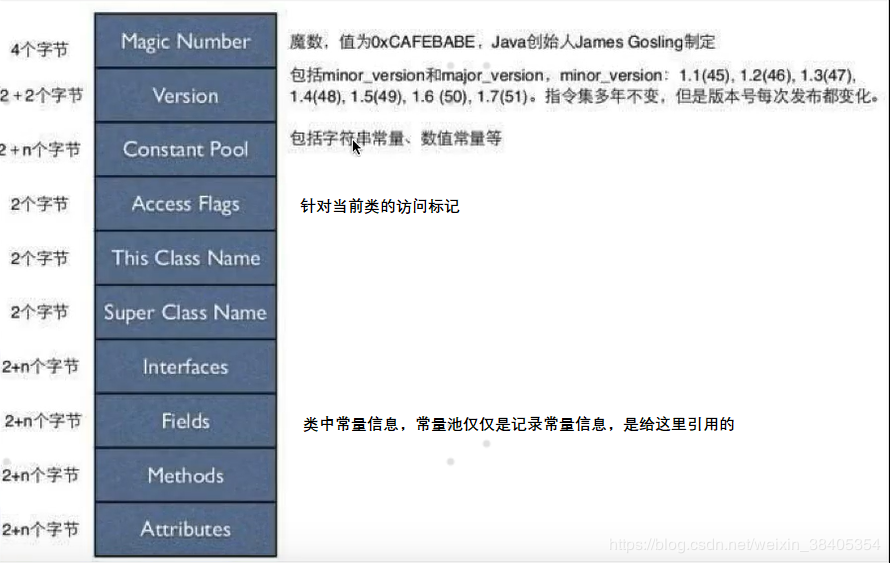 4个字节 Magic Number 魔数，值为0xCAFEBABE，Java创始人James Gosling制定
2＋2个字节 Version 包括minor_version和major_version，minor_version：1.1(45), 1.2(46), 1.3(47),
1.4(48), 1.5(49), 1.6 (50), 1.7(51)。指令集多年不变，但是版本号每次发布都变化。
2＋n个字节 Constant Pool 包括字符串常量、数值常量等
2个字节 Access Flags 针对当前类的访问标记
2个字节 This Class Name
2个字节 Super Class Name
2+n个字节 Interfaces
2+n个字节 Fields 类中常量信息，常量池仅仅是记录常量信息，是给这里引用的
2+n个字节 Methods
2+n个字节 Attributes
https://blog.csdn.net/weixin_38405354